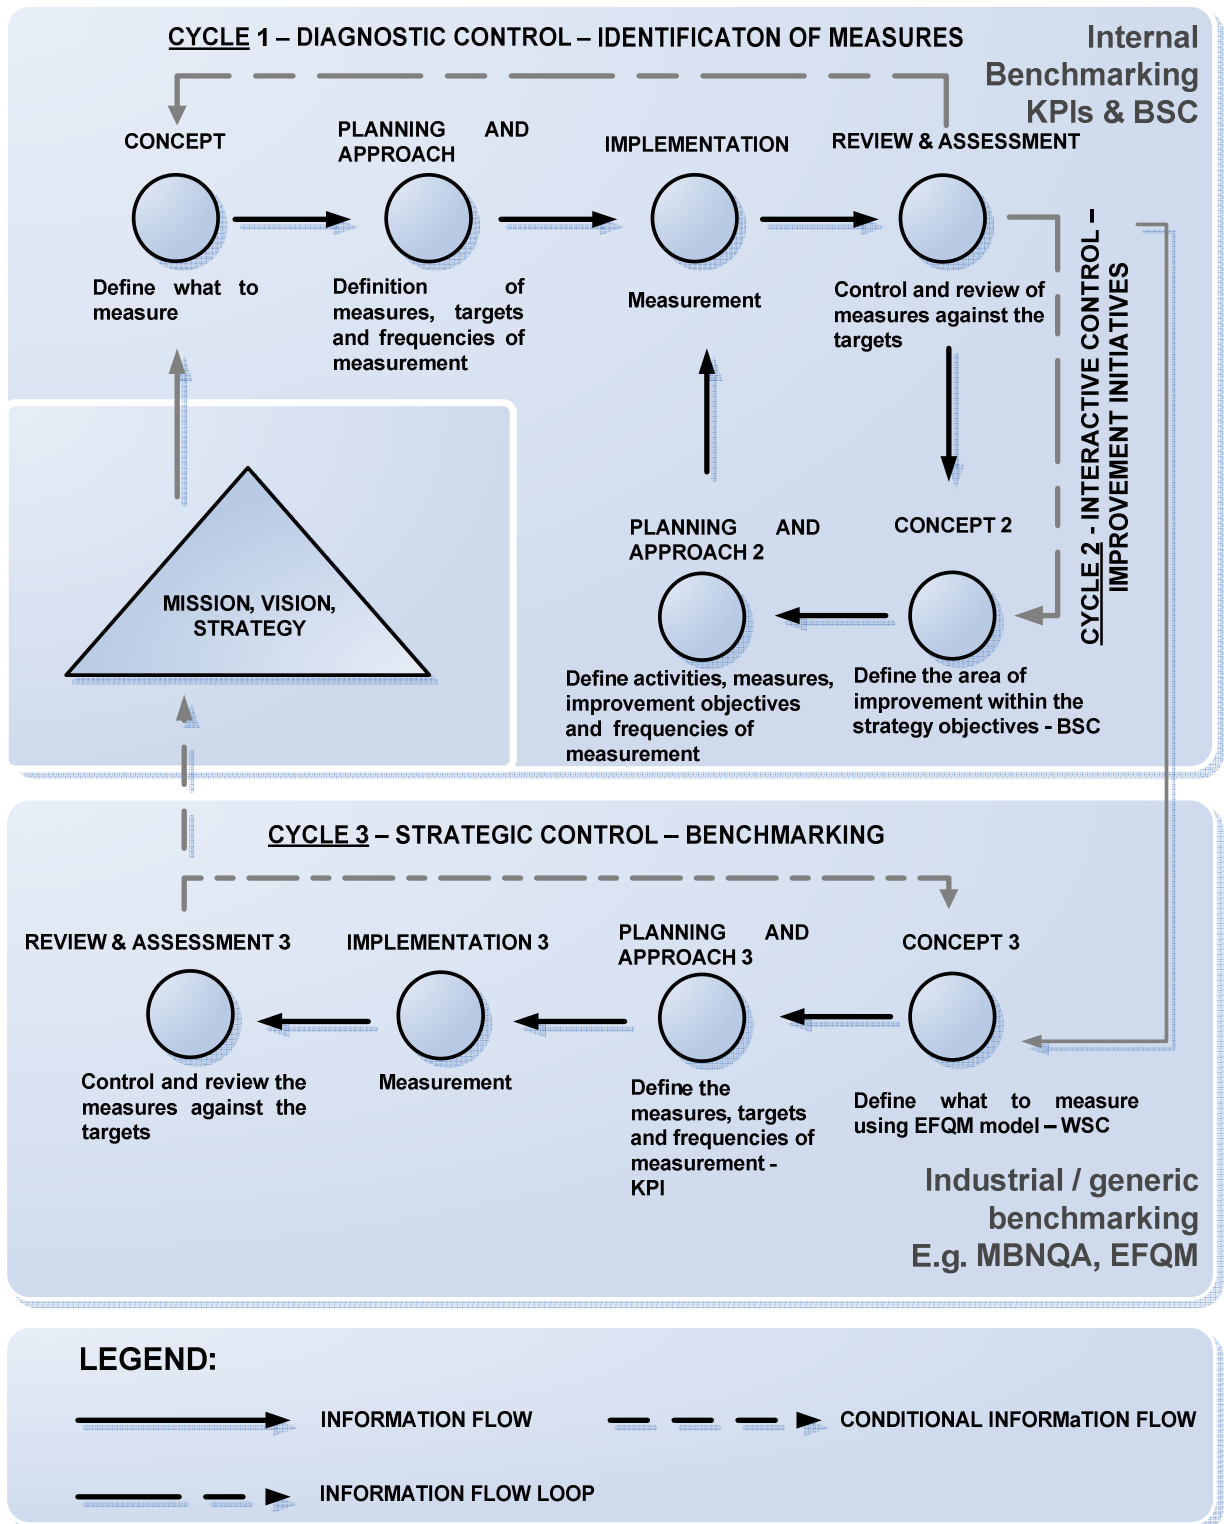 CYCLE 1 – DIAGNOSTIC CONTROL – IDENTIFICATON OF MEASURES
Internal
Benchmarking
KPIs & BSC
CONCEPT
PLANNING AND
APPROACH
IMPLEMENTATION
REVIEW & ASSESSMENT
Define what to
measure
Definition of
measures, targets
and frequencies of
measurement
Measurement
Control and review of
measures against the
targets
CYCLE 2 - INTERACTIVE CONTROL –
IMPROVEMENT INITIATIVES
MISSION, VISION,
STRATEGY
PLANNING AND
APPROACH 2
CONCEPT 2
Define activities, measures,
improvement objectives
and frequencies of
measurement
Define the area of
improvement within the
strategy objectives - BSC
CYCLE 3 – STRATEGIC CONTROL – BENCHMARKING
REVIEW & ASSESSMENT 3
IMPLEMENTATION 3
PLANNING AND
APPROACH 3
CONCEPT 3
Control and review the
measures against the
targets
Measurement
Define the
measures, targets
and frequencies of
measurement -
KPI
Define what to measure
using EFQM model – WSC
Industrial / generic
benchmarking
E.g. MBNQA, EFQM
LEGEND:
INFORMATION FLOW
CONDITIONAL INFORMaTION FLOW
INFORMATION FLOW LOOP